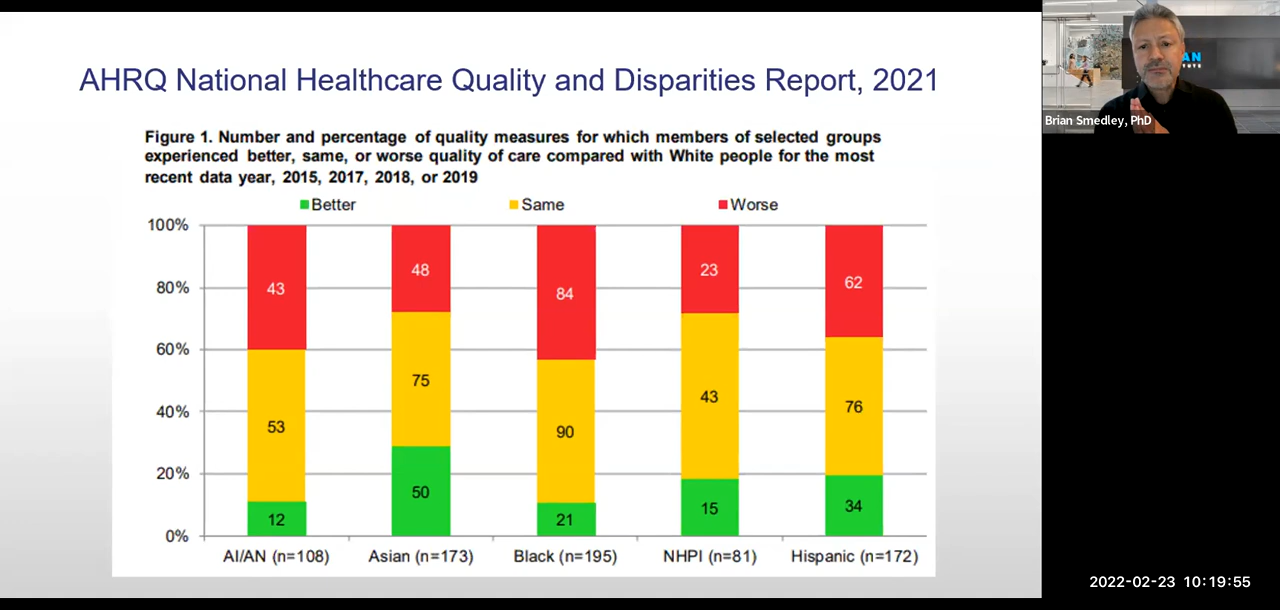 AHRQ National Healthcare Quality and Disparities Report, 2021
Figure 1. Number and percentage of quality measures for which members of selected groups
experienced better, same, or worse quality of care compared with White people for the most
recent data year, 2015, 2017, 2018, or 2019
Better Same Worse
100%
80%
60%
40%
20%
0%
43 48 84 23 62
53 75 90 43 76
12 50 21 15 34
AI/AN (n=108) Asian (n=173) Black (n=195) NHPI (n=81) Hispanic (n=172)
AN
Brian Smedley, PhD
2022-02-23 10:19:55